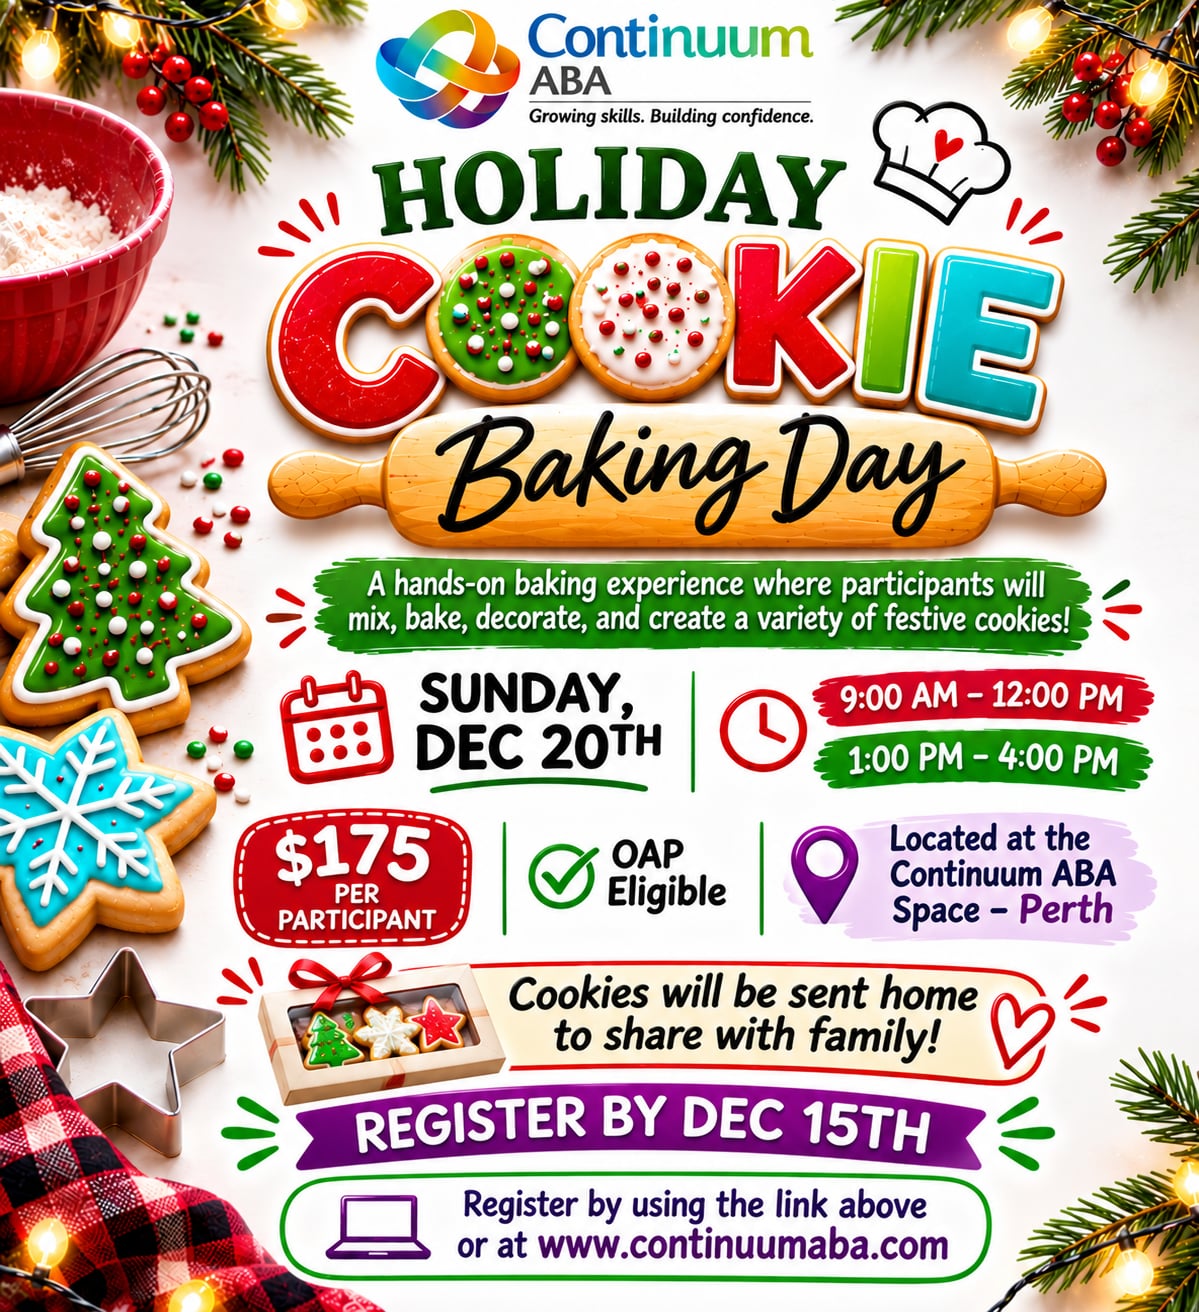 Continuum
ABA
Growing skills. Building confidence.
HOLIDAY
COOKIE
Baking Day
A hands-on baking experience where participants will
mix, bake, decorate, and create a variety of festive cookies!
SUNDAY,
DEC 20TH
9:00 AM – 12:00 PM
1:00 PM – 4:00 PM
$175
PER
PARTICIPANT
OAP
Eligible
Located at the
Continuum ABA
Space – Perth
Cookies will be sent home
to share with family!
REGISTER BY DEC 15TH
Register by using the link above
or at www.continuumaba.com